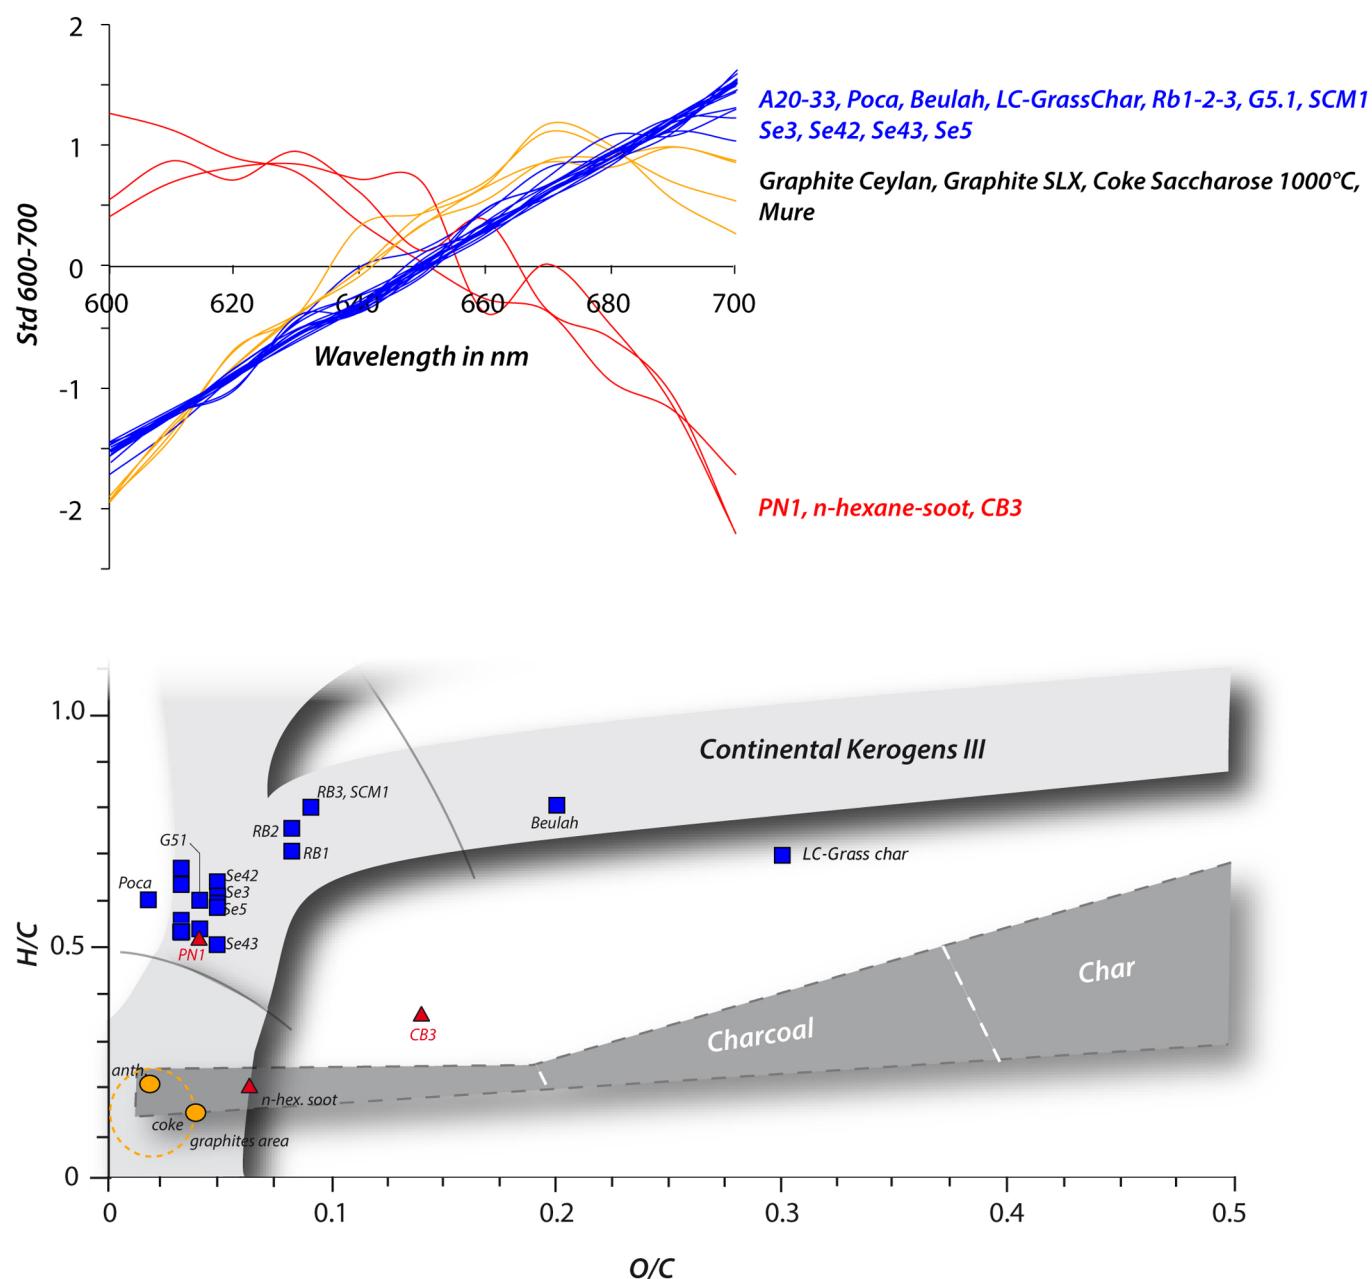 2
1
0
-1
-2
Std 600-700
600
620
640
660
680
700
Wavelength in nm
A20-33, Poca, Beulah, LC-GrassChar, Rb1-2-3, G5.1, SCM1
Se3, Se42, Se43, Se5
Graphite Ceylan, Graphite SLX, Coke Saccharose 1000°C,
Mure
PN1, n-hexane-soot, CB3
1.0
0.5
0
H/C
Continental Kerogens III
RB3, SCM1
RB2
RB1
Beulah
LC-Grass char
G51
Poca
Se42
Se3
Se5
Se43
PN1
CB3
Charcoal
Char
anth.
n-hex. soot
coke
graphites area
0
0.1
0.2
0.3
0.4
0.5
O/C